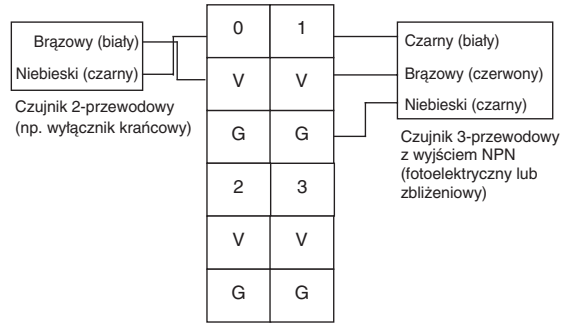 Brązowy (biały)
Niebieski (czarny)
Czujnik 2-przewodowy
(np. wyłącznik krańcowy)
0 1
V V
G G
2 3
V V
G G
Czarny (biały)
Brązowy (czerwony)
Niebieski (czarny)
Czujnik 3-przewodowy
z wyjściem NPN
(fotoelektryczny lub
zbliżeniowy)